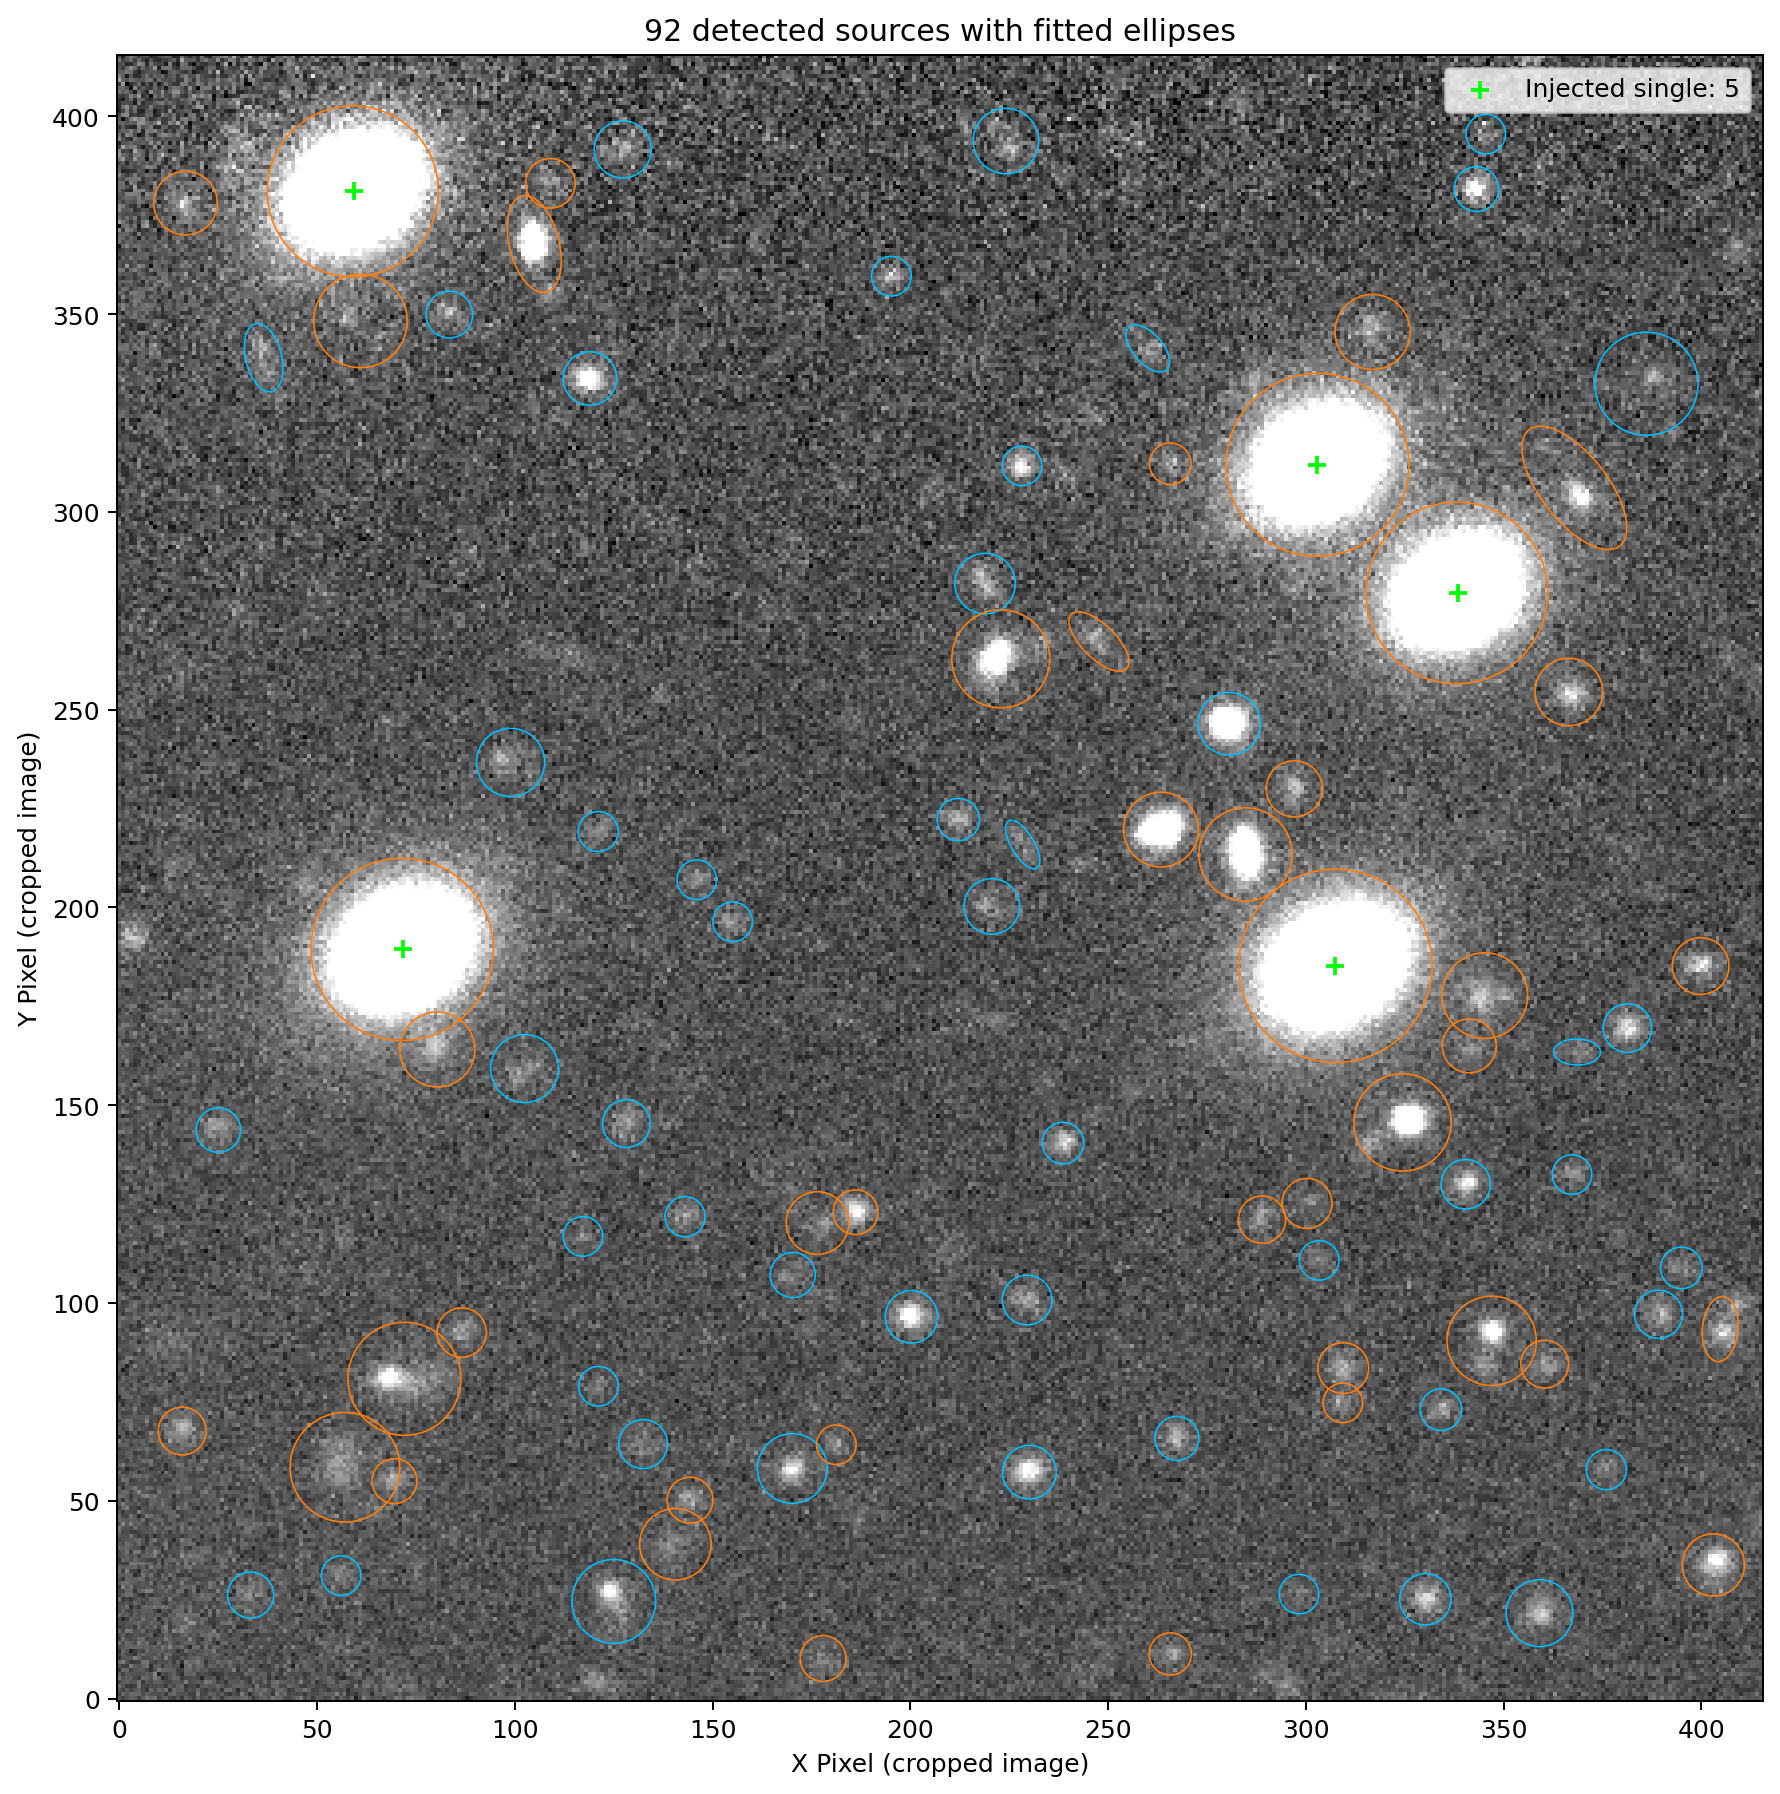 92 detected sources with fitted ellipses
Injected single: 5
400
350
300
250
200
150
100
50
0
Y Pixel (cropped image)
0 50 100 150 200 250 300 350 400
X Pixel (cropped image)